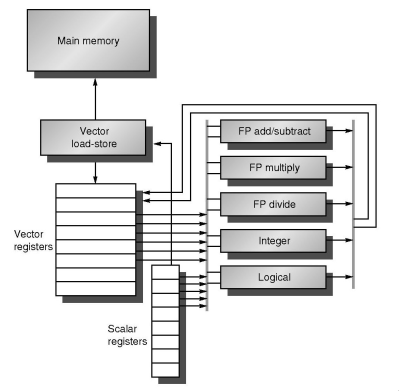 Main memory
Vector
load-store
FP add/subtract
FP multiply
FP divide
Integer
Logical
Vector
registers
Scalar
registers